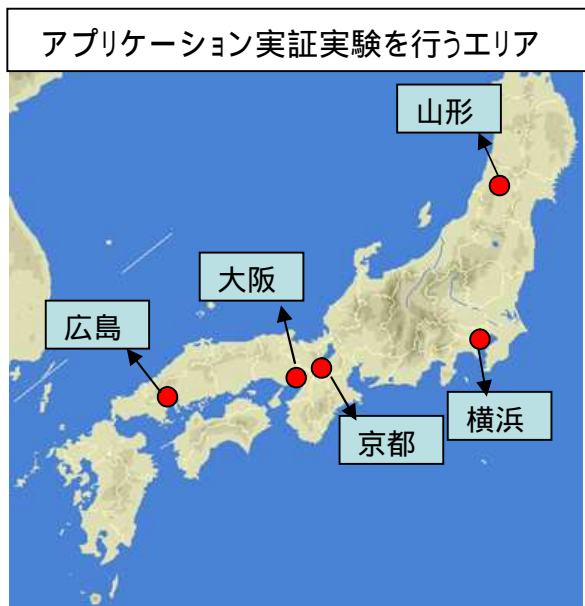 アプリケーション実証実験を行うエリア
山形
大阪
広島
横浜
京都